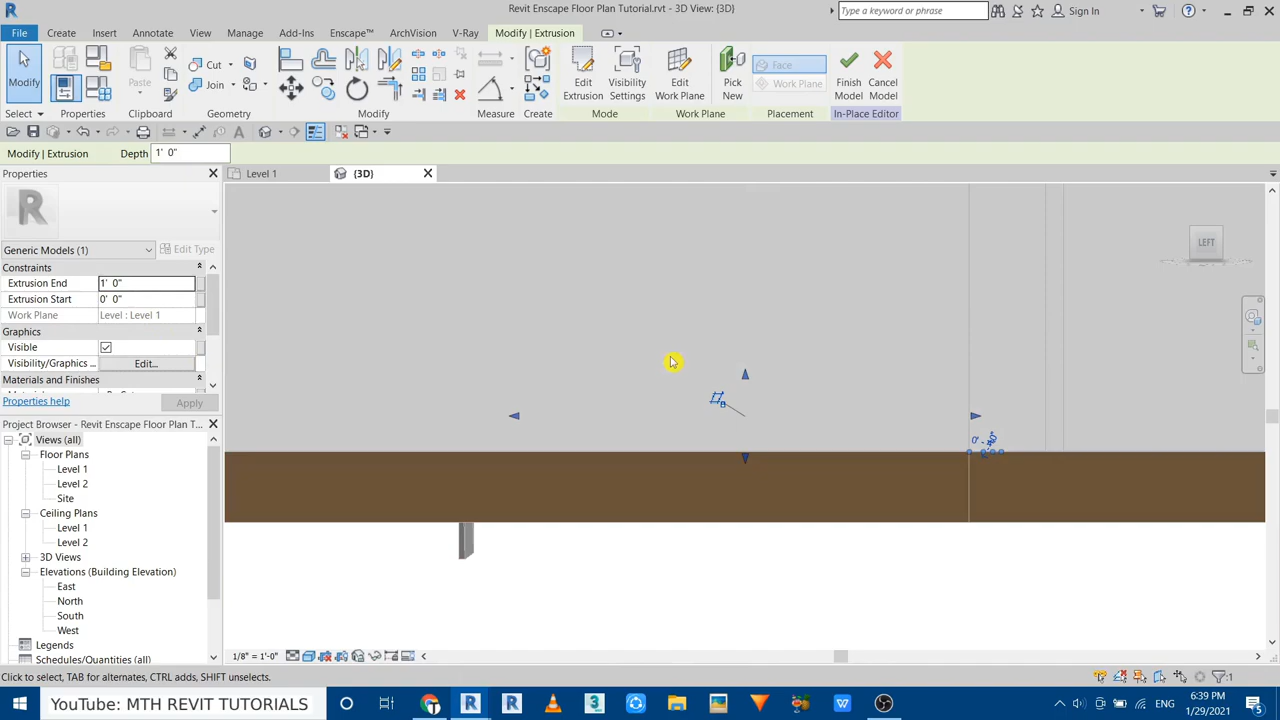 Revit Enscape Floor Plan Tutorial.rvt - 3D View: {3D}
Type a keyword or phrase
Sign In
File Create Insert Annotate View Manage Add-Ins Enscape™ ArchVision V-Ray Modify | Extrusion
Modify
Paste
Cut
Join
Edit Extrusion
Visibility Settings
Edit Work Plane
Pick New
Face
Work Plane
Finish Model
Cancel Model
Select Properties Clipboard Geometry Modify Measure Create Mode Work Plane Placement In-Place Editor
Modify | Extrusion Depth 1' 0"
Properties
Level 1
{3D}
Generic Models (1) Edit Type
Constraints
Extrusion End 1' 0"
Extrusion Start 0' 0"
Work Plane Level : Level 1
Graphics
Visible
Visibility/Graphics ... Edit...
Materials and Finishes
Properties help Apply
Project Browser - Revit Enscape Floor Plan T...
Views (all)
Floor Plans
Level 1
Level 2
Site
Ceiling Plans
Level 1
Level 2
3D Views
Elevations (Building Elevation)
East
North
South
West
Legends
Schedules/Quantities (all)
LEFT
1/8" = 1'-0"
Click to select, TAB for alternates, CTRL adds, SHIFT unselects.
:1
YouTube: MTH REVIT TUTORIALS
ENG
6:39 PM
1/29/2021
5